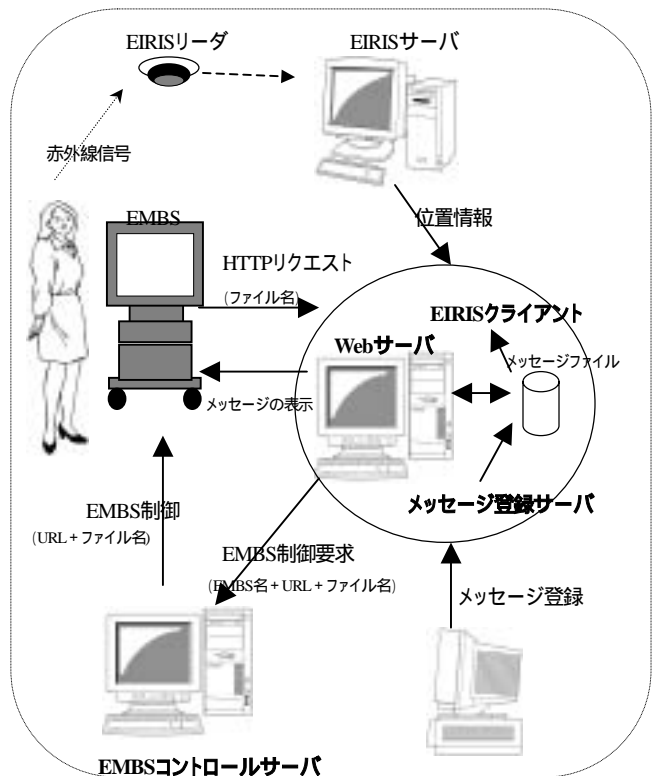 EIRISリーダ
EIRISサーバ
赤外線信号
EMBS
位置情報
HTTPリクエスト
(ファイル名)
EIRISクライアント
Webサーバ
メッセージファイル
メッセージの表示
メッセージ登録サーバ
EMBS制御
(URL+ファイル名)
EMBS制御要求
(EMBS名+URL+ファイル名)
メッセージ登録
EMBSコントロールサーバ